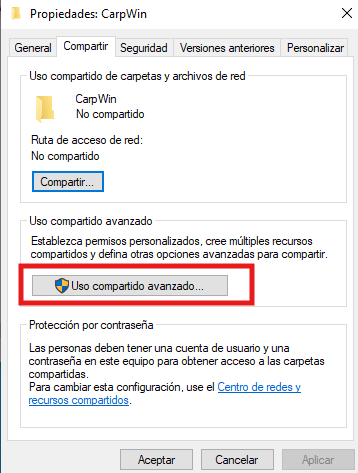 Propiedades: CarpWin
General
Compartir
Seguridad
Versiones anteriores
Personalizar
Uso compartido de carpetas y archivos de red
CarpWin
No compartido
Ruta de acceso de red:
No compartido
Compartir...
Uso compartido avanzado
Establezca permisos personalizados, cree múltiples recursos
compartidos y defina otras opciones avanzadas para compartir.
Uso compartido avanzado...
Protección por contraseña
Las personas deben tener una cuenta de usuario y una
contraseña en este equipo para obtener acceso a las carpetas
compartidas.
Para cambiar esta configuración, use el Centro de redes y
recursos compartidos.
Aceptar
Cancelar
Aplicar